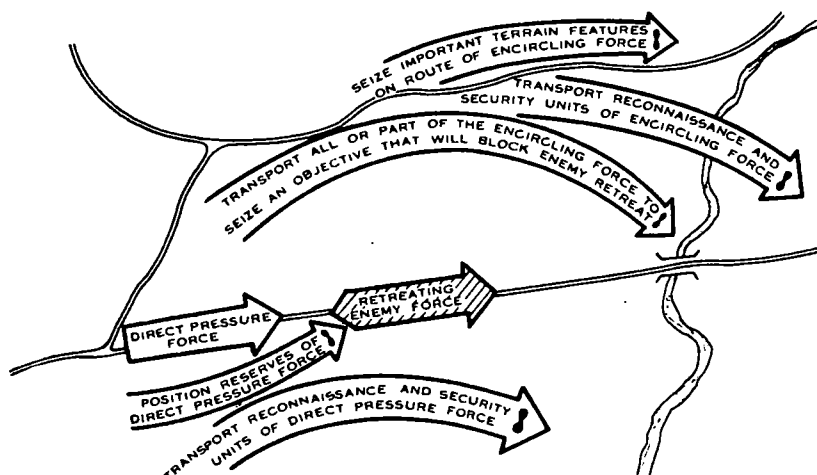 SEIZE IMPORTANT TERRAIN FEATURES
ON ROUTE OF ENCIRCLING FORCE
TRANSPORT RECONNAISSANCE AND
SECURITY UNITS OF ENCIRCLING FORCE
TRANSPORT ALL OR PART OF THE ENCIRCLING FORCE TO
SEIZE AN OBJECTIVE THAT WILL BLOCK ENEMY RETREAT
RETREATING
ENEMY FORCE
DIRECT PRESSURE
FORCE
POSITION RESERVES OF
DIRECT PRESSURE FORCE
TRANSPORT RECONNAISSANCE AND SECURITY
UNITS OF DIRECT PRESSURE FORCE